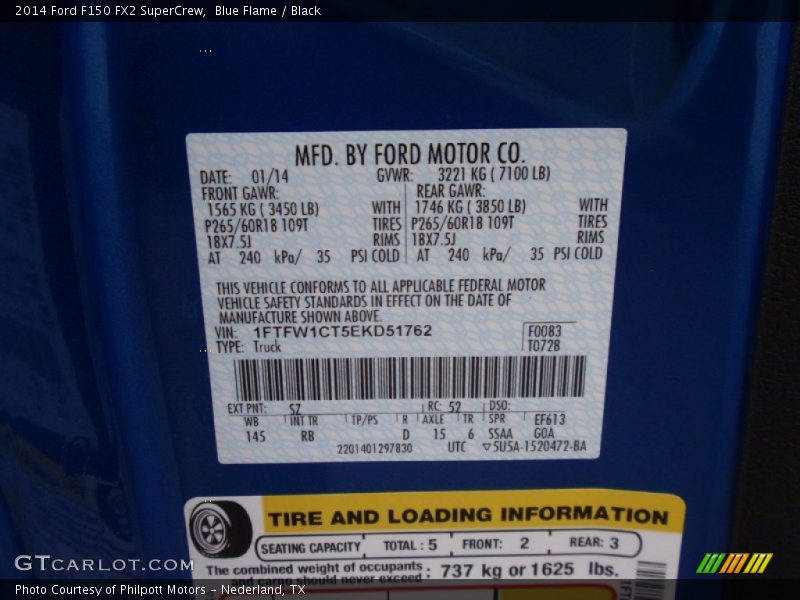 2014 Ford F150 FX2 SuperCrew,  Blue Flame / Black
MFD. BY FORD MOTOR CO.
DATE: 01/14 GVWR: 3221 KG ( 7100 LB)
FRONT GAWR: REAR GAWR:
1565 KG ( 3450 LB) WITH 1746 KG ( 3850 LB) WITH
P265/60R18 109T TIRES P265/60R18 109T TIRES
18X7.5J RIMS 18X7.5J RIMS
AT 240 kPa/ 35 PSI COLD AT 240 kPa/ 35 PSI COLD
THIS VEHICLE CONFORMS TO ALL APPLICABLE FEDERAL MOTOR
VEHICLE SAFETY STANDARDS IN EFFECT ON THE DATE OF
MANUFACTURE SHOWN ABOVE.
VIN: 1FTFW1CT5EKD51762 F0083
TYPE: Truck T0728
EXT PNT: SZ RC: 52 DSO:
WB INT TR TP/PS R AXLE TR SPR EF613
145 RB D 15 6 SSAA GOA
2201401297830 UTC ▽5U5A-1520472-BA
TIRE AND LOADING INFORMATION
SEATING CAPACITY TOTAL : 5 FRONT: 2 REAR: 3
The combined weight of occupants
and cargo should never exceed : 737 kg or 1625 lbs.
GTCARLOT.COM
Photo Courtesy of Philpott Motors – Nederland, TX